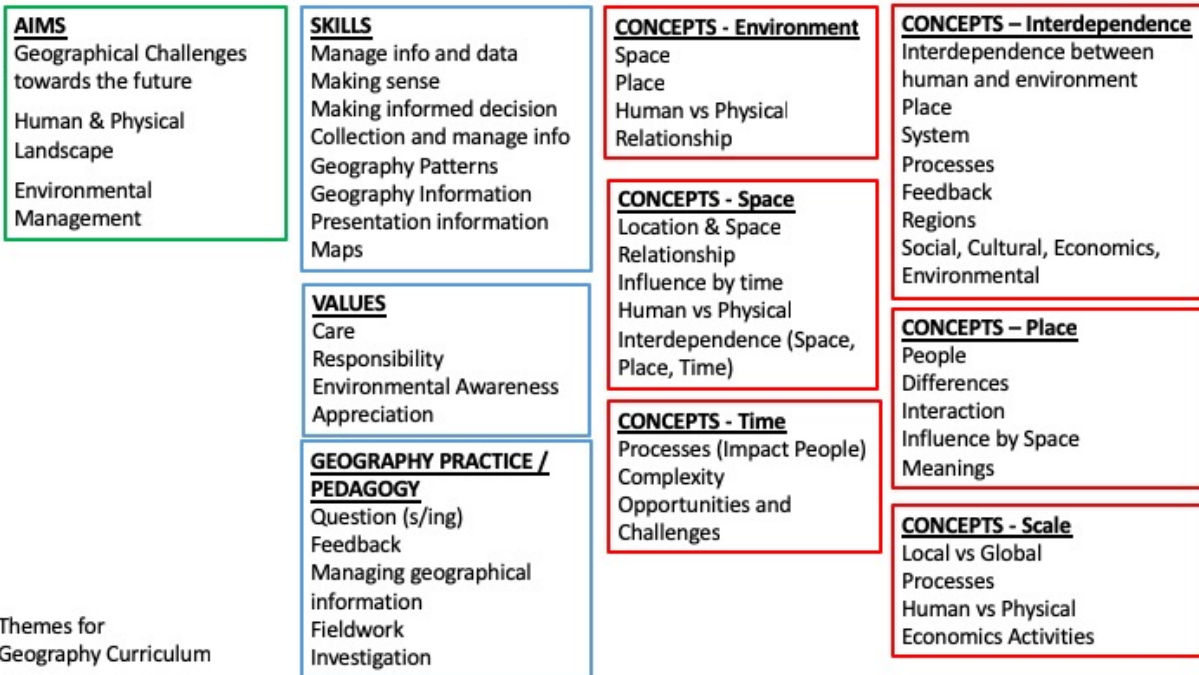 AIMS
Geographical Challenges
towards the future
Human & Physical
Landscape
Environmental
Management
SKILLS
Manage info and data
Making sense
Making informed decision
Collection and manage info
Geography Patterns
Geography Information
Presentation information
Maps
VALUES
Care
Responsibility
Environmental Awareness
Appreciation
GEOGRAPHY PRACTICE /
PEDAGOGY
Question (s/ing)
Feedback
Managing geographical
information
Fieldwork
Investigation
CONCEPTS - Environment
Space
Place
Human vs Physical
Relationship
CONCEPTS - Space
Location & Space
Relationship
Influence by time
Human vs Physical
Interdependence (Space,
Place, Time)
CONCEPTS - Time
Processes (Impact People)
Complexity
Opportunities and
Challenges
CONCEPTS – Interdependence
Interdependence between
human and environment
Place
System
Processes
Feedback
Regions
Social, Cultural, Economics,
Environmental
CONCEPTS – Place
People
Differences
Interaction
Influence by Space
Meanings
CONCEPTS - Scale
Local vs Global
Processes
Human vs Physical
Economics Activities
Themes for
Geography Curriculum